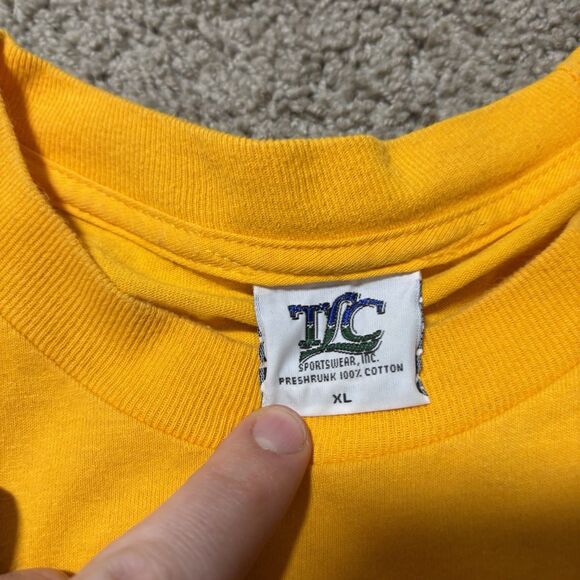 TSC
SPORTSWEAR, INC.
PRESHRUNK 100% COTTON
XL